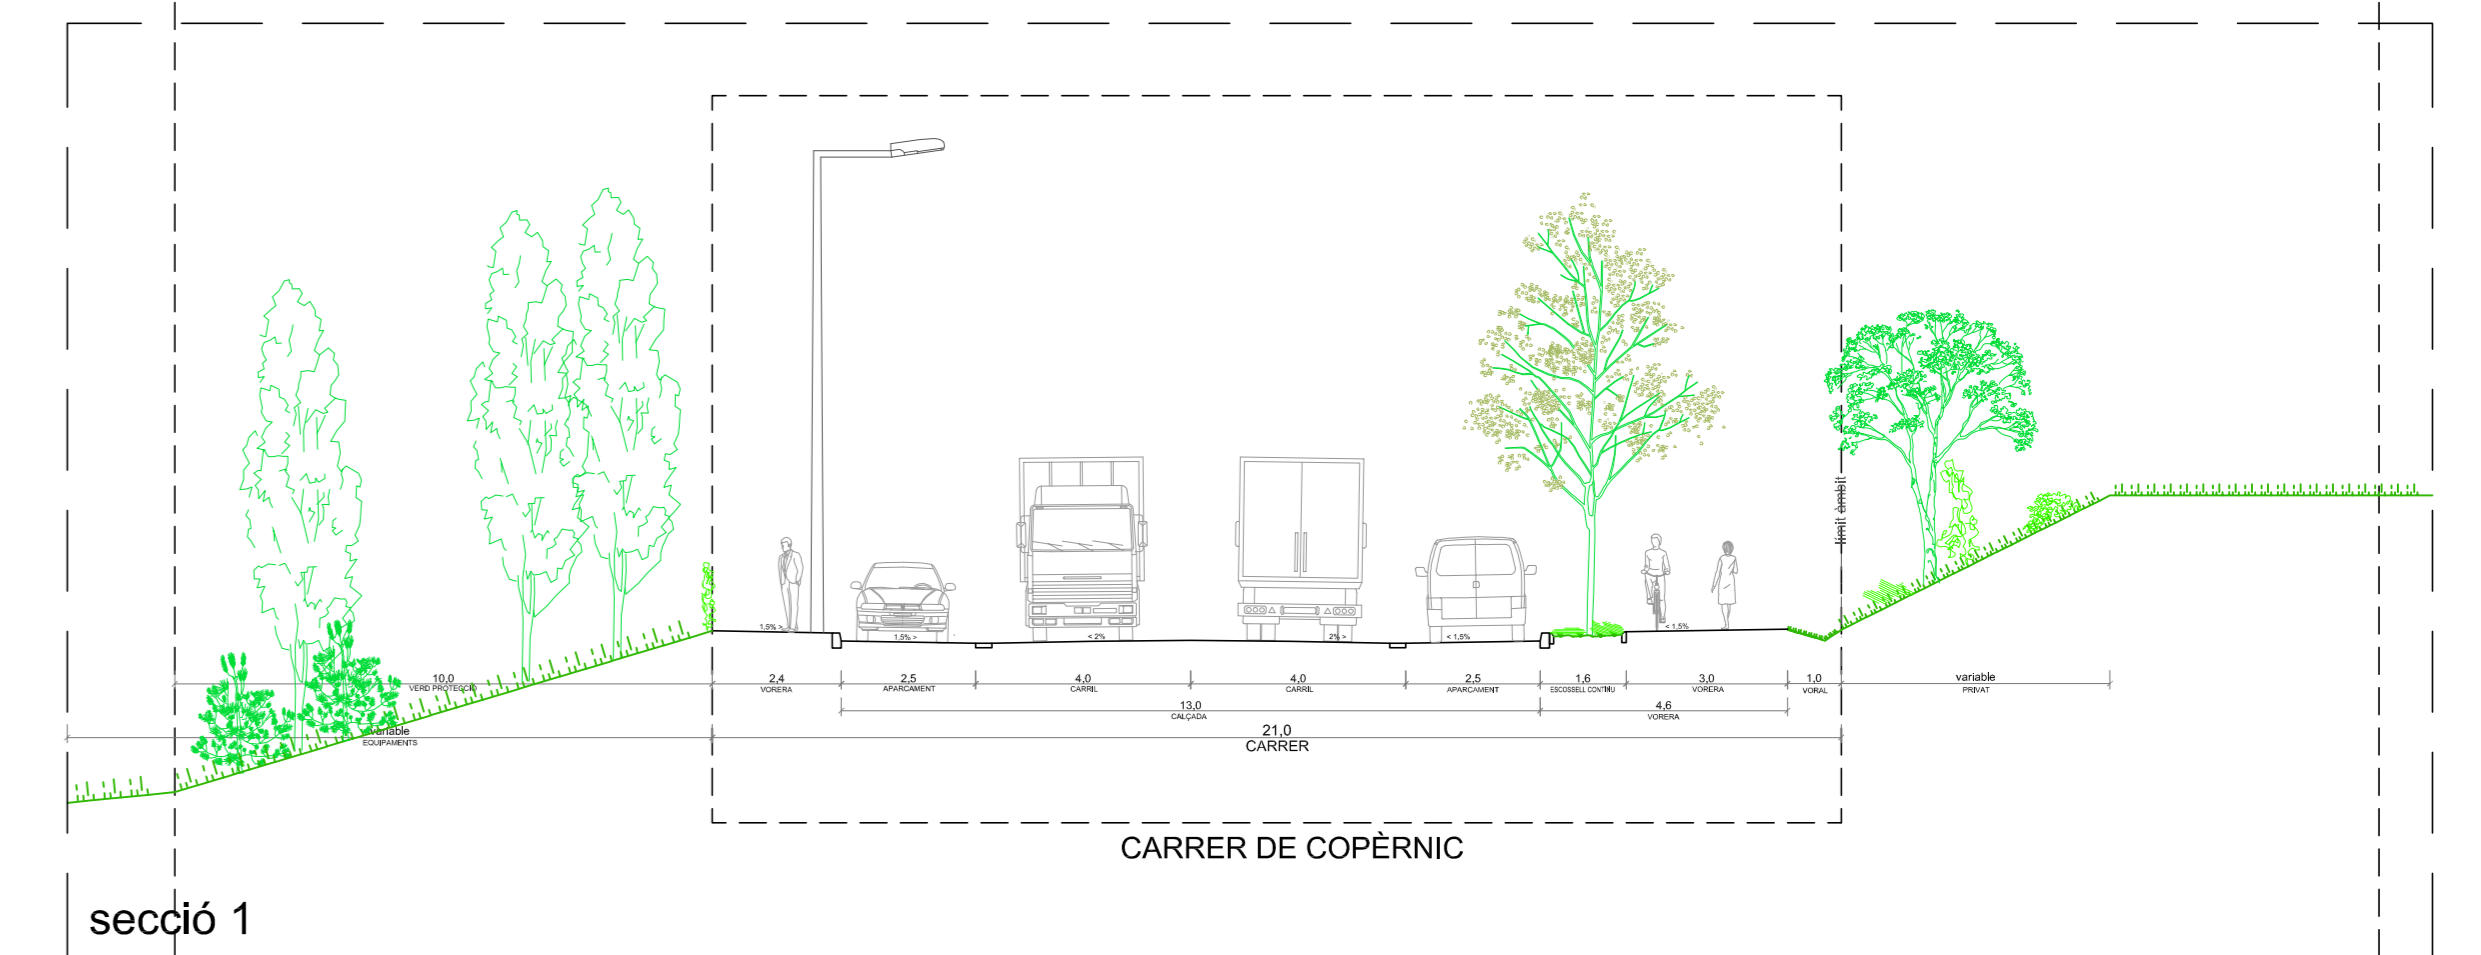 límit àmbit
1,5% >
1,5% >
< 2%
2% >
< 1,5%
< 1,5%
10,0
VERD PROTECCIÓ
2,4
VORERA
2,5
APARCAMENT
4,0
CARRIL
4,0
CARRIL
2,5
APARCAMENT
1,6
ESCOSSELL CONTINU
3,0
VORERA
1,0
VORAL
variable
PRIVAT
13,0
CALÇADA
4,6
VORERA
variable
EQUIPAMENTS
21,0
CARRER
CARRER DE COPÈRNIC
secció 1